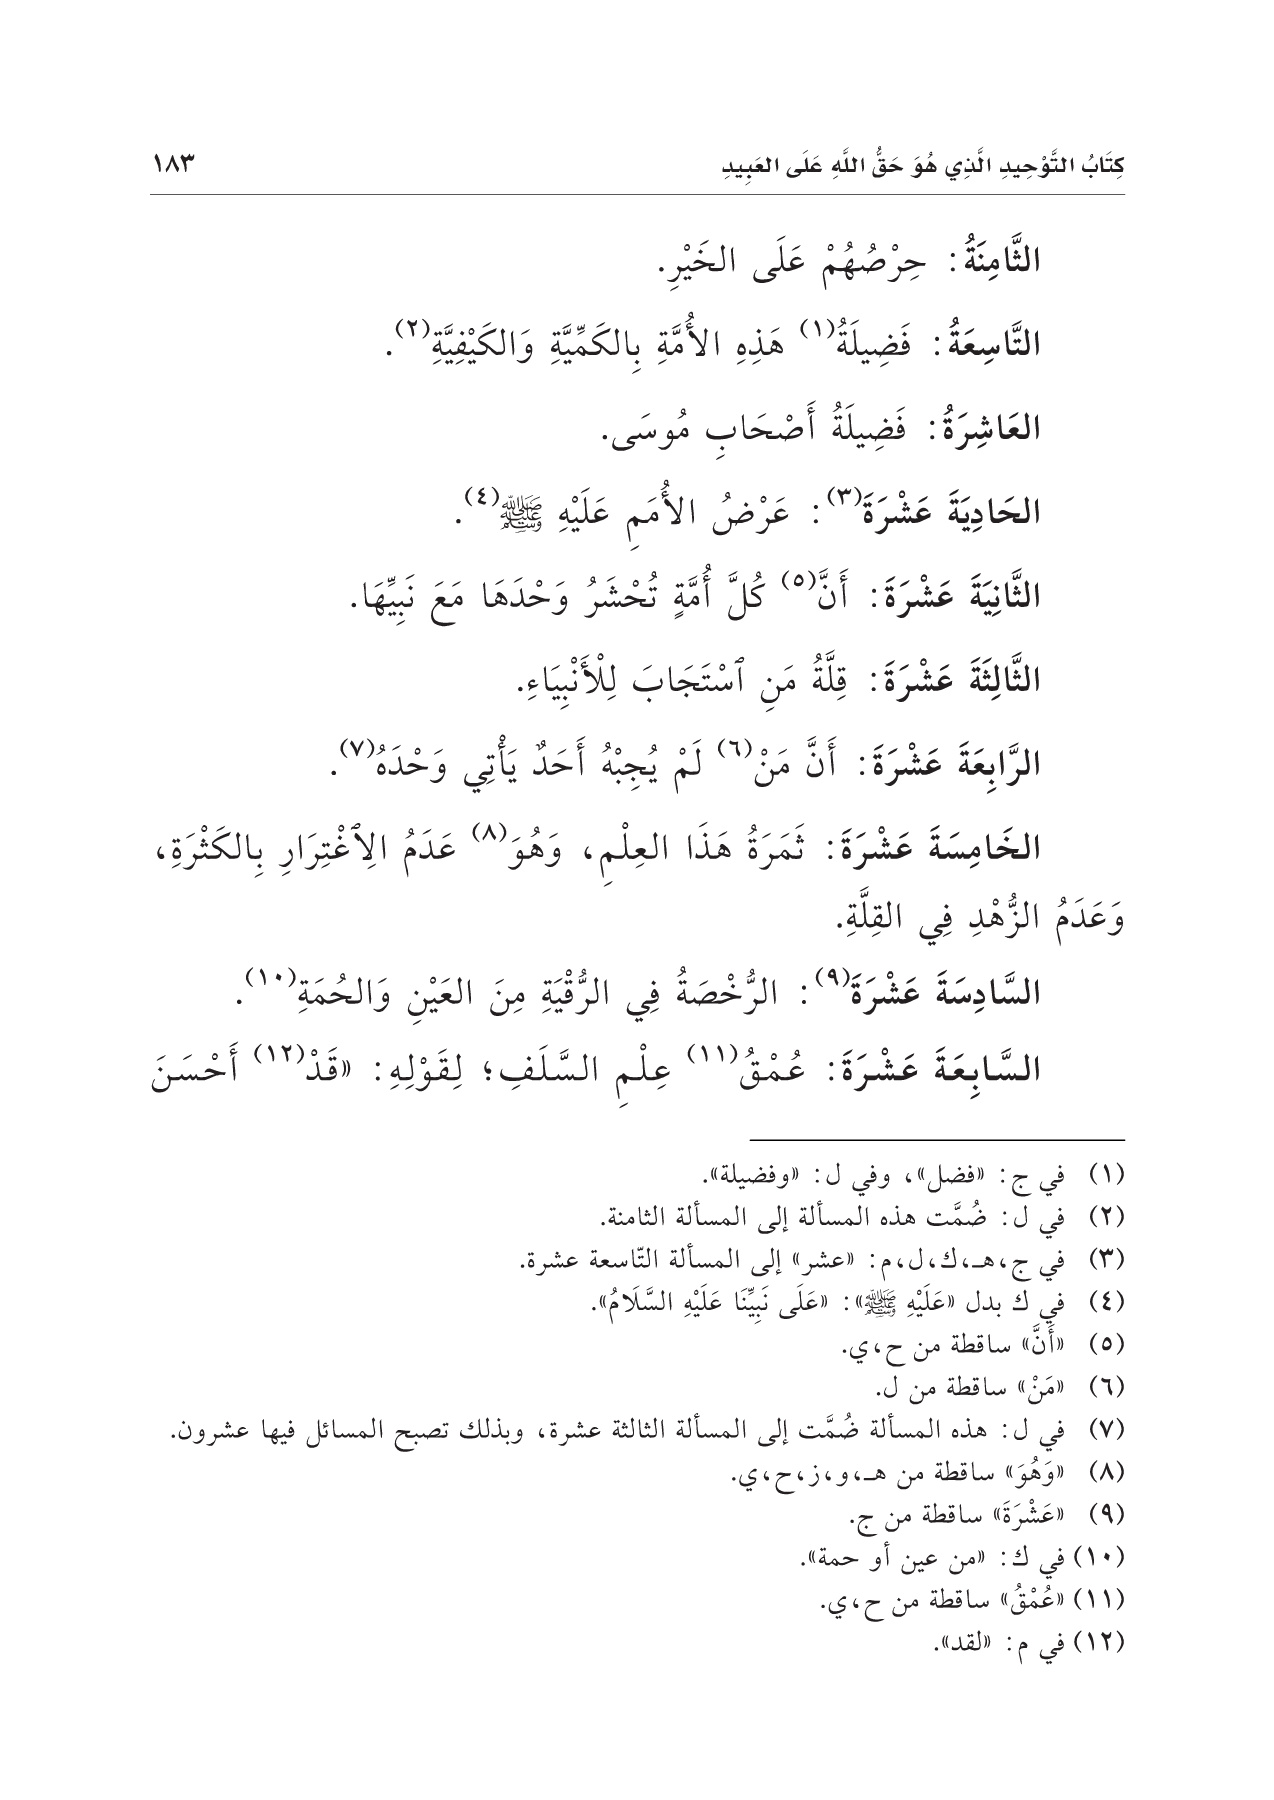 كِتَابُ التَّوْحِيدِ الَّذِي هُوَ حَقُّ اللَّهِ عَلَى العَبِيدِ ١٨٣
الثَّامِنَةُ: حِرْصُهُمْ عَلَى الخَيْرِ.
التَّاسِعَةُ: فَضِيلَةُ(١) هَذِهِ الأُمَّةِ بِالكَمِّيَّةِ وَالكَيْفِيَّةِ(٢).
العَاشِرَةُ: فَضِيلَةُ أَصْحَابِ مُوسَى.
الحَادِيَةَ عَشْرَةَ(٣): عَرْضُ الأُمَمِ عَلَيْهِ ﷺ(٤).
الثَّانِيَةَ عَشْرَةَ: أَنَّ(٥) كُلَّ أُمَّةٍ تُحْشَرُ وَحْدَهَا مَعَ نَبِيِّهَا.
الثَّالِثَةَ عَشْرَةَ: قِلَّةُ مَنِ ٱسْتَجَابَ لِلْأَنْبِيَاءِ.
الرَّابِعَةَ عَشْرَةَ: أَنَّ مَنْ(٦) لَمْ يُجِبْهُ أَحَدٌ يَأْتِي وَحْدَهُ(٧).
الخَامِسَةَ عَشْرَةَ: ثَمَرَةُ هَذَا العِلْمِ، وَهُوَ(٨) عَدَمُ الِٱغْتِرَارِ بِالكَثْرَةِ،
وَعَدَمُ الزُّهْدِ فِي القِلَّةِ.
السَّادِسَةَ عَشْرَةَ(٩): الرُّخْصَةُ فِي الرُّقْيَةِ مِنَ العَيْنِ وَالحُمَةِ(١٠).
السَّابِعَةَ عَشْرَةَ: عُمْقُ(١١) عِلْمِ السَّلَفِ؛ لِقَوْلِهِ: «قَدْ(١٢) أَحْسَنَ
(١) في ج: «فضل»، وفي ل: «وفضيلة».
(٢) في ل: ضُمَّت هذه المسألة إلى المسألة الثامنة.
(٣) في ج،هـ،ك،ل،م: «عشر» إلى المسألة التّاسعة عشرة.
(٤) في ك بدل «عَلَيْهِ ﷺ»: «عَلَى نَبِيِّنَا عَلَيْهِ السَّلَامُ».
(٥) «أَنَّ» ساقطة من ح،ي.
(٦) «مَنْ» ساقطة من ل.
(٧) في ل: هذه المسألة ضُمَّت إلى المسألة الثالثة عشرة، وبذلك تصبح المسائل فيها عشرون.
(٨) «وَهُوَ» ساقطة من هـ،و،ز،ح،ي.
(٩) «عَشْرَةَ» ساقطة من ج.
(١٠) في ك: «من عين أو حمة».
(١١) «عُمْقُ» ساقطة من ح،ي.
(١٢) في م: «لقد».